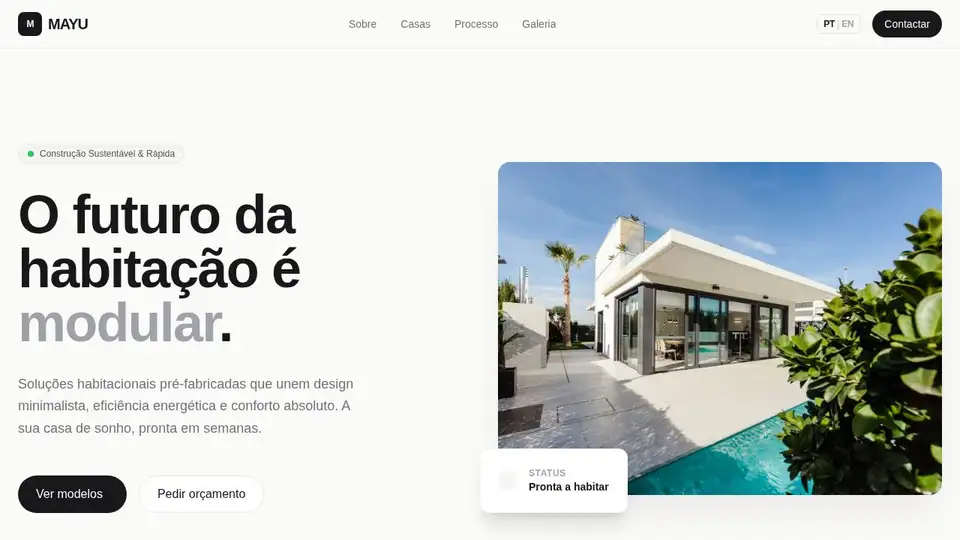 M MAYU
Sobre Casas Processo Galeria
PT | EN
Contactar
Construção Sustentável & Rápida
O futuro da
habitação é
modular.
Soluções habitacionais pré-fabricadas que unem design
minimalista, eficiência energética e conforto absoluto. A
sua casa de sonho, pronta em semanas.
Ver modelos
Pedir orçamento
STATUS
Pronta a habitar